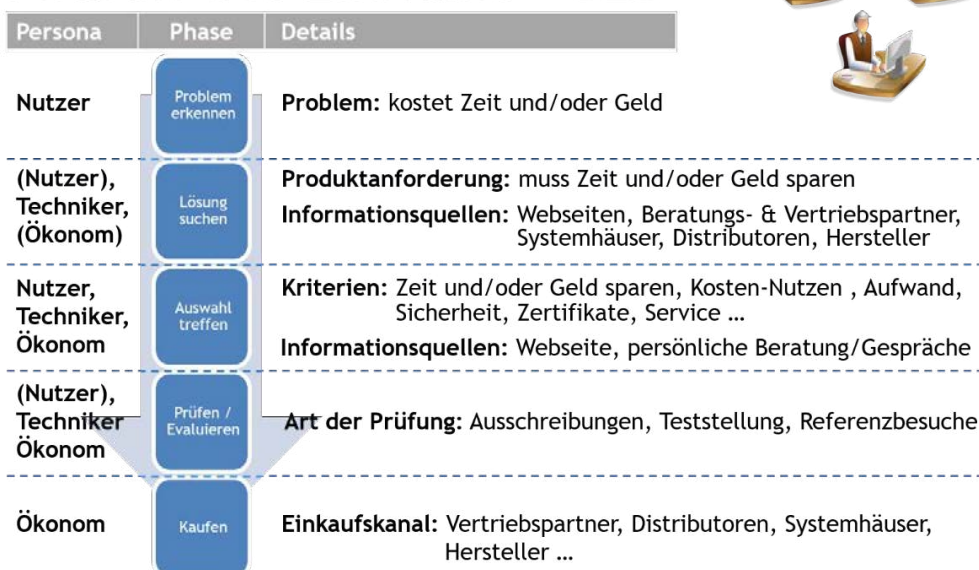 Persona Phase Details
Nutzer
Problem
erkennen
Problem: kostet Zeit und/oder Geld
(Nutzer),
Techniker,
(Ökonom)
Lösung
suchen
Produktanforderung: muss Zeit und/oder Geld sparen
Informationsquellen: Webseiten, Beratungs- & Vertriebspartner,
Systemhäuser, Distributoren, Hersteller
Nutzer,
Techniker,
Ökonom
Auswahl
treffen
Kriterien: Zeit und/oder Geld sparen, Kosten-Nutzen , Aufwand,
Sicherheit, Zertifikate, Service …
Informationsquellen: Webseite, persönliche Beratung/Gespräche
(Nutzer),
Techniker
Ökonom
Prüfen /
Evaluieren
Art der Prüfung: Ausschreibungen, Teststellung, Referenzbesuche
Ökonom
Kaufen
Einkaufskanal: Vertriebspartner, Distributoren, Systemhäuser,
Hersteller …